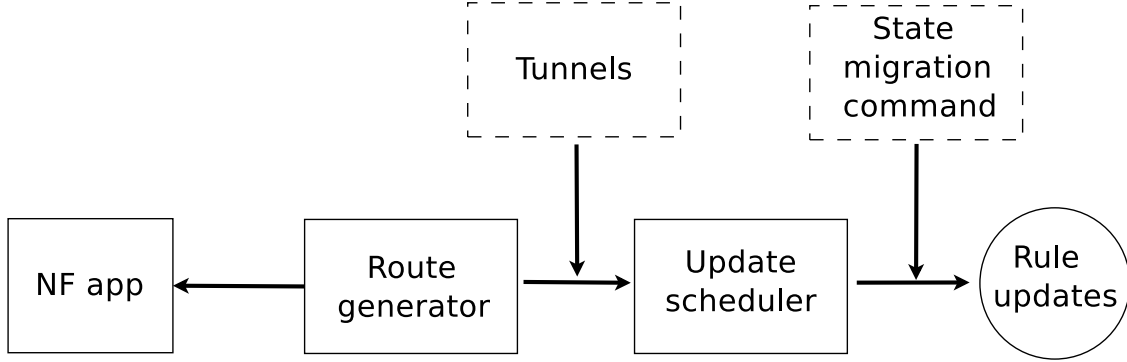 Tunnels
State
migration
command
NF app
Route
generator
Update
scheduler
Rule
updates